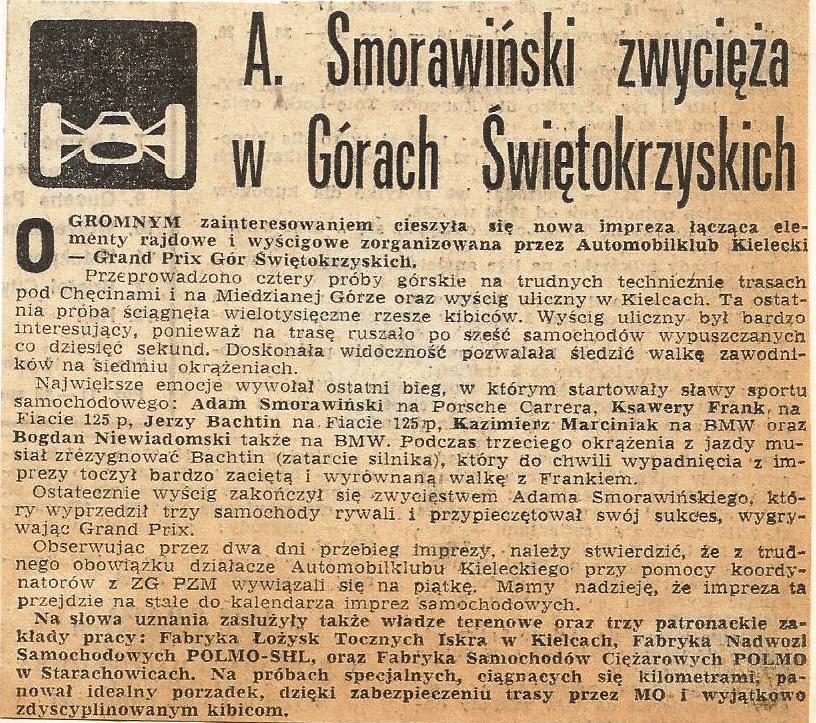 A. Smorawiński zwycięża
w Górach Świętokrzyskich
OGROMNYM zainteresowaniem cieszyła się nowa impreza łącząca ele-
menty rajdowe i wyścigowe zorganizowana przez Automobilklub Kielecki
— Grand Prix Gór Świętokrzyskich.
Przeprowadzono cztery próby górskie na trudnych technicznie trasach
pod Chęcinami i na Miedzianej Górze oraz wyścig uliczny w Kielcach. Ta ostat-
nia próba ściągnęła wielotysięczne rzesze kibiców. Wyścig uliczny był bardzo
interesujący, ponieważ na trasę ruszało po sześć samochodów wypuszczanych
co dziesięć sekund. Doskonała widoczność pozwalała śledzić walkę zawodni-
ków na siedmiu okrążeniach.
Największe emocje wywołał ostatni bieg, w którym startowały sławy sportu
samochodowego: Adam Smorawiński na Porsche Carrera, Ksawery Frank na
Fiacie 125 p, Jerzy Bachtin na Fiacie 125 p, Kazimierz Marciniak na BMW oraz
Bogdan Niewiadomski także na BMW. Podczas trzeciego okrążenia z jazdy mu-
siał zrezygnować Bachtin (zatarcie silnika), który do chwili wypadnięcia z im-
prezy toczył bardzo zaciętą i wyrównaną walkę z Frankiem.
Ostatecznie wyścig zakończył się zwycięstwem Adama Smorawińskiego, któ-
ry wyprzedził trzy samochody rywali i przypieczętował swój sukces, wygry-
wając Grand Prix.
Obserwując przez dwa dni przebieg imprezy, należy stwierdzić, że z trud-
nego obowiązku działacze Automobilklubu Kieleckiego przy pomocy koordy-
natorów z ZG PZM wywiązali się na piątkę. Mamy nadzieję, że impreza ta
przejdzie na stałe do kalendarza imprez samochodowych.
Na słowa uznania zasłużyły także władze terenowe oraz trzy patronackie za-
kłady pracy: Fabryka Łożysk Tocznych Iskra w Kielcach, Fabryka Nadwozi
Samochodowych POLMO-SHL, oraz Fabryka Samochodów Ciężarowych POLMO
w Starachowicach. Na próbach specjalnych, ciągnących się kilometrami, pa-
nował idealny porządek, dzięki zabezpieczeniu trasy przez MO i wyjątkowo
zdyscyplinowanym kibicom.